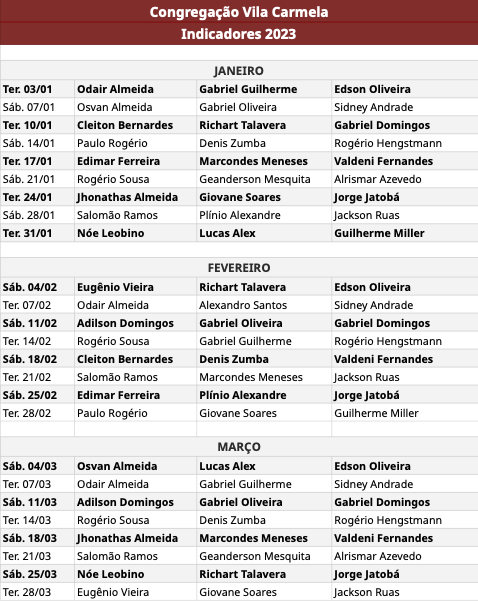 Congregação Vila Carmela
Indicadores 2023
JANEIRO
Ter. 03/01 Odair Almeida Gabriel Guilherme Edson Oliveira
Sáb. 07/01 Osvan Almeida Gabriel Oliveira Sidney Andrade
Ter. 10/01 Cleiton Bernardes Richart Talavera Gabriel Domingos
Sáb. 14/01 Paulo Rogério Denis Zumba Rogério Hengstmann
Ter. 17/01 Edimar Ferreira Marcondes Meneses Valdeni Fernandes
Sáb. 21/01 Rogério Sousa Geanderson Mesquita Alrismar Azevedo
Ter. 24/01 Jhonathas Almeida Giovane Soares Jorge Jatobá
Sáb. 28/01 Salomão Ramos Plínio Alexandre Jackson Ruas
Ter. 31/01 Nóe Leobino Lucas Alex Guilherme Miller
FEVEREIRO
Sáb. 04/02 Eugênio Vieira Richart Talavera Edson Oliveira
Ter. 07/02 Odair Almeida Alexandro Santos Sidney Andrade
Sáb. 11/02 Adilson Domingos Gabriel Oliveira Gabriel Domingos
Ter. 14/02 Rogério Sousa Gabriel Guilherme Rogério Hengstmann
Sáb. 18/02 Cleiton Bernardes Denis Zumba Valdeni Fernandes
Ter. 21/02 Salomão Ramos Marcondes Meneses Jackson Ruas
Sáb. 25/02 Edimar Ferreira Plínio Alexandre Jorge Jatobá
Ter. 28/02 Paulo Rogério Giovane Soares Guilherme Miller
MARÇO
Sáb. 04/03 Osvan Almeida Lucas Alex Edson Oliveira
Ter. 07/03 Odair Almeida Gabriel Guilherme Sidney Andrade
Sáb. 11/03 Adilson Domingos Gabriel Oliveira Gabriel Domingos
Ter. 14/03 Rogério Sousa Denis Zumba Rogério Hengstmann
Sáb. 18/03 Jhonathas Almeida Marcondes Meneses Valdeni Fernandes
Ter. 21/03 Salomão Ramos Geanderson Mesquita Alrismar Azevedo
Sáb. 25/03 Nóe Leobino Richart Talavera Jorge Jatobá
Ter. 28/03 Eugênio Vieira Giovane Soares Jackson Ruas